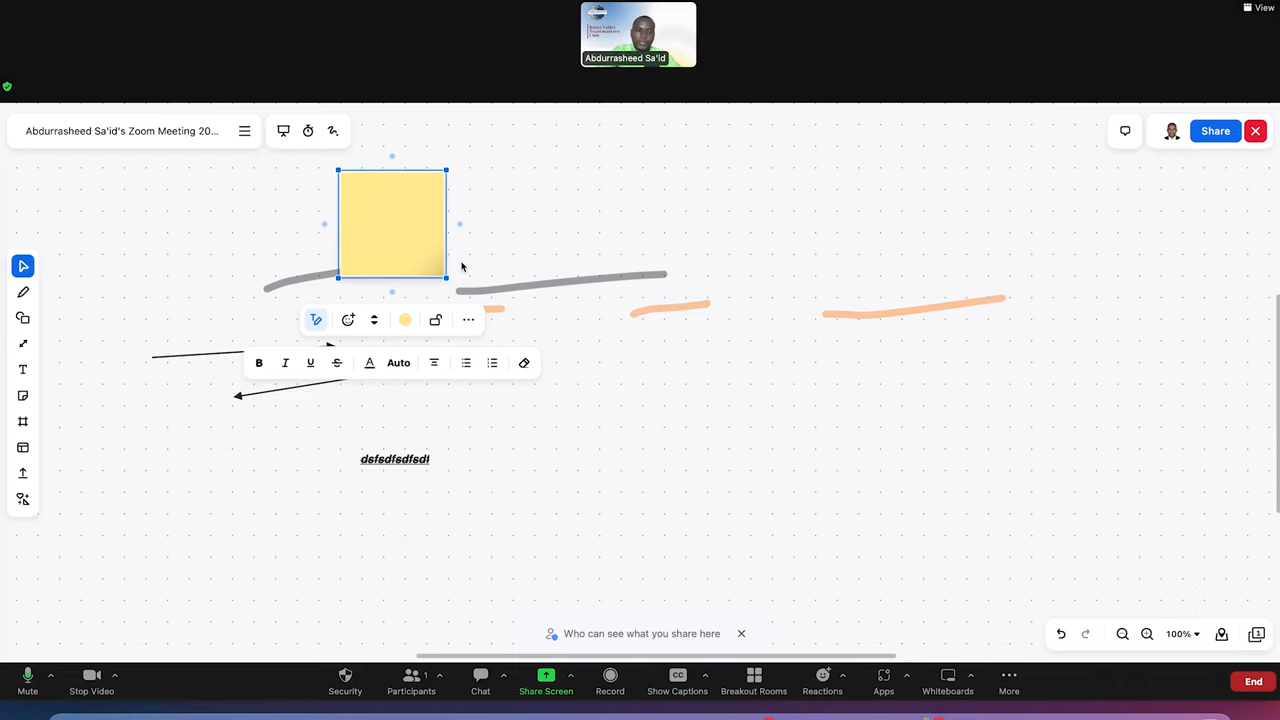 View
Abdurrasheed Sa'id
Abdurrasheed Sa'id's Zoom Meeting 20...
Share
B I U S A Auto
dsfsdfsdfsdf
Who can see what you share here
100%
1
Mute
Stop Video
Security
Participants 1
Chat
Share Screen
Record
CC
Show Captions
Breakout Rooms
Reactions
Apps
Whiteboards
More
End